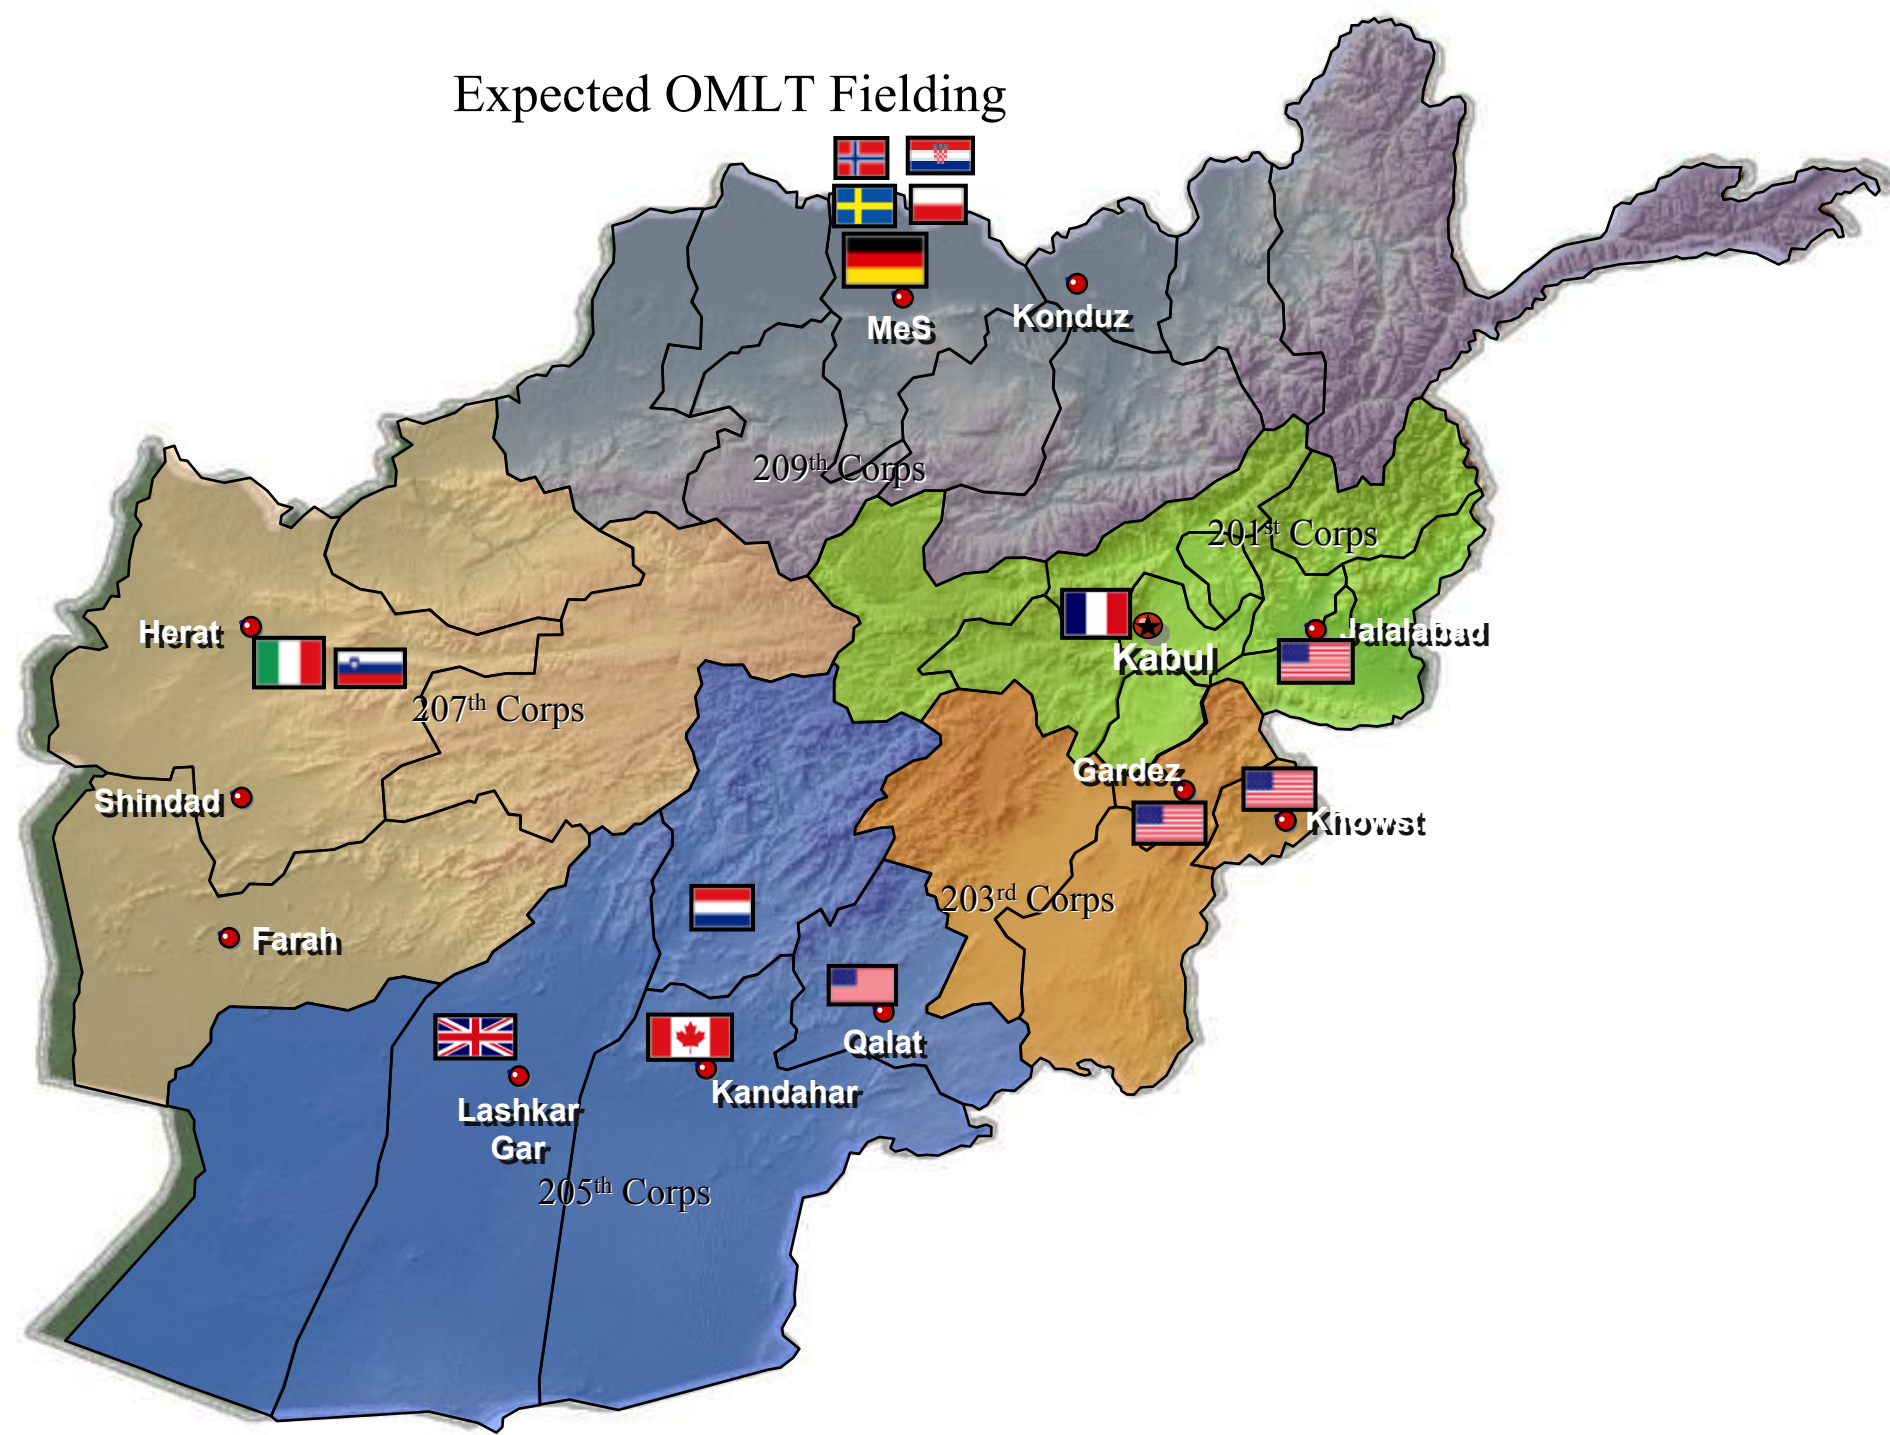 Expected OMLT Fielding
MeS
Konduz
209th Corps
201st Corps
Herat
Jalalabad
Kabul
207th Corps
Gardez
Shindad
Khowst
203rd Corps
Farah
Qalat
Kandahar
Lashkar
Gar
205th Corps